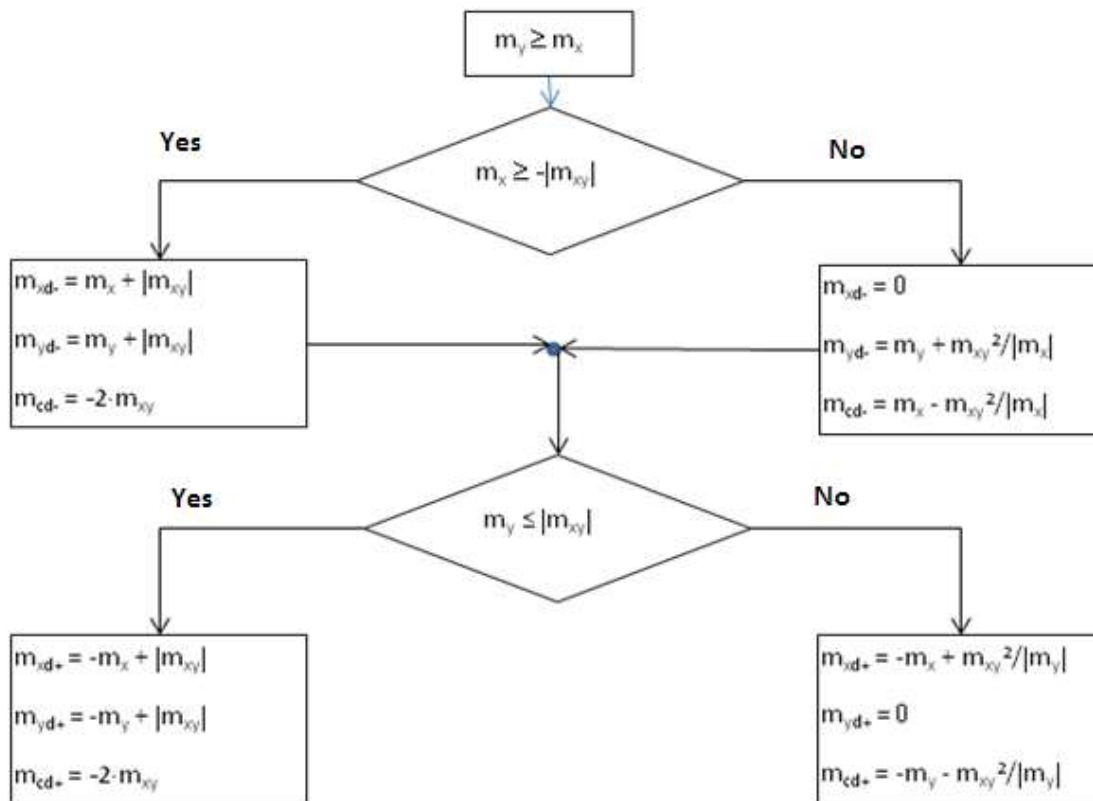 m_y ≥ m_x
Yes
No
m_x ≥ -|m_xy|
m_xd- = m_x + |m_xy|
m_yd- = m_y + |m_xy|
m_cd- = -2·m_xy
m_xd- = 0
m_yd- = m_y + m_xy²/|m_x|
m_cd- = m_x - m_xy²/|m_x|
Yes
No
m_y ≤ |m_xy|
m_xd+ = -m_x + |m_xy|
m_yd+ = -m_y + |m_xy|
m_cd+ = -2·m_xy
m_xd+ = -m_x + m_xy²/|m_y|
m_yd+ = 0
m_cd+ = -m_y - m_xy²/|m_y|